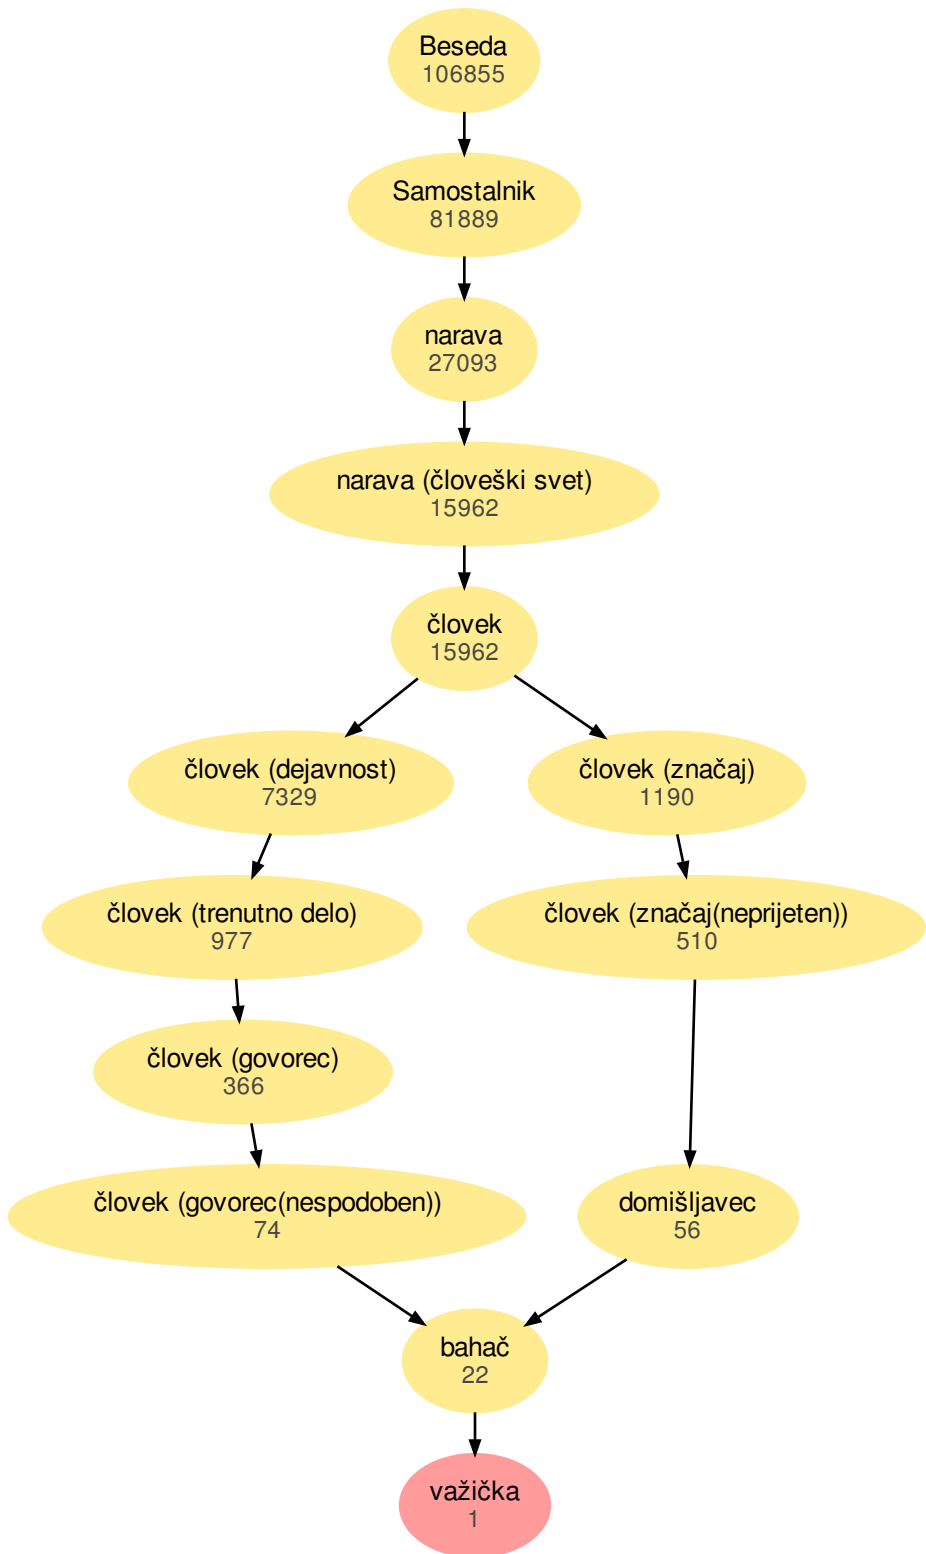 Beseda
106855
Samostalnik
81889
narava
27093
narava (človeški svet)
15962
človek
15962
človek (dejavnost)
7329
človek (značaj)
1190
človek (trenutno delo)
977
človek (značaj(neprijeten))
510
človek (govorec)
366
človek (govorec(nespodoben))
74
domišljavec
56
bahač
22
važička
1